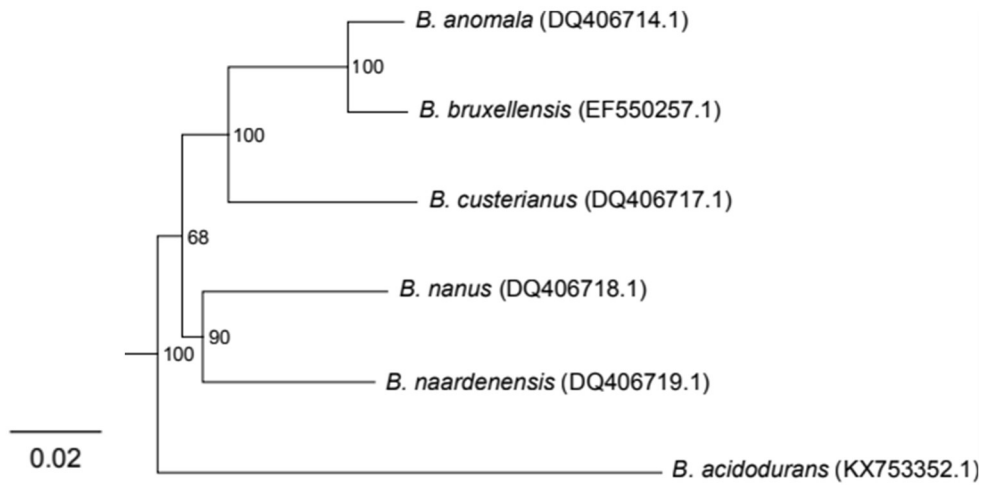 B. anomala (DQ406714.1)
100
B. bruxellensis (EF550257.1)
100
B. custerianus (DQ406717.1)
68
B. nanus (DQ406718.1)
90
100
B. naardenensis (DQ406719.1)
0.02
B. acidodurans (KX753352.1)